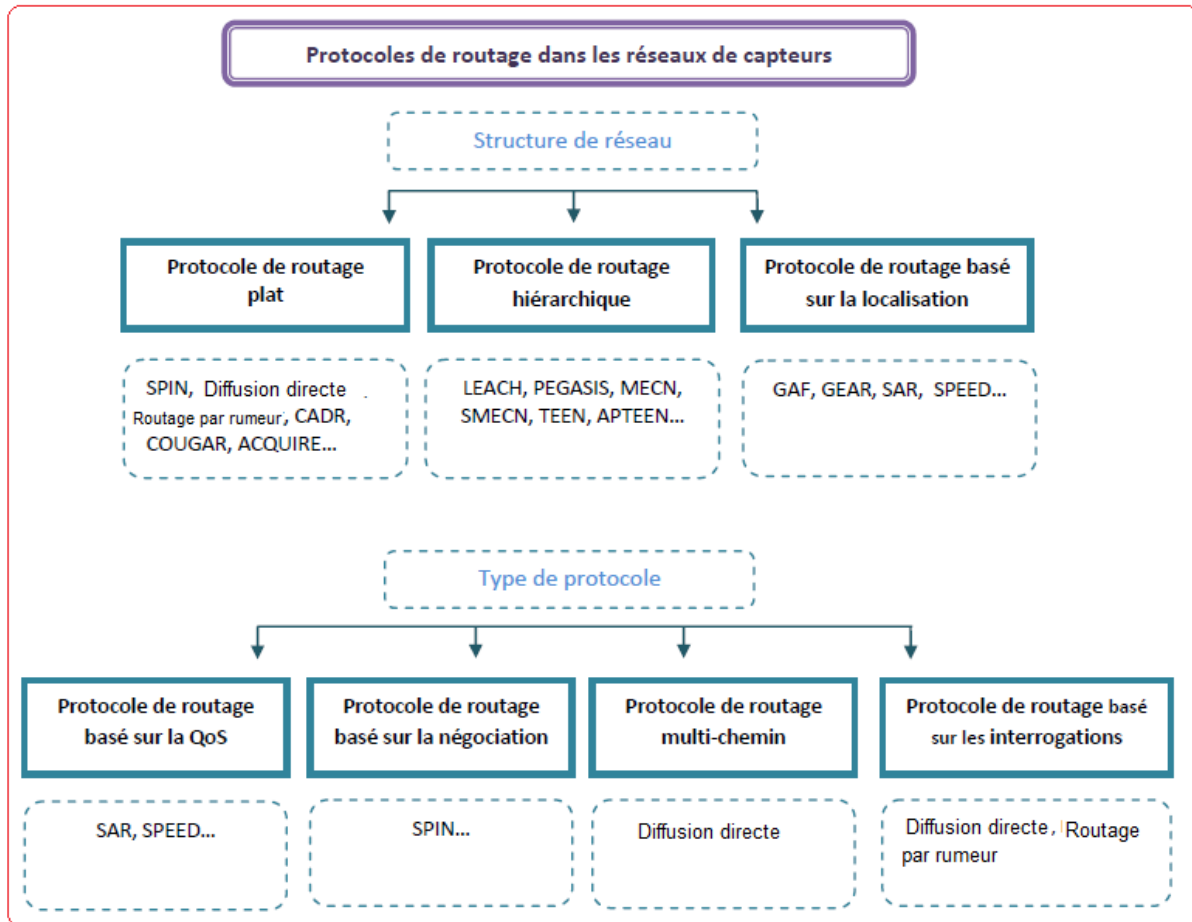 Protocoles de routage dans les réseaux de capteurs
Structure de réseau
Protocole de routage
plat
Protocole de routage
hiérarchique
Protocole de routage basé
sur la localisation
SPIN, Diffusion directe .
Routage par rumeur, CADR,
COUGAR, ACQUIRE...
LEACH, PEGASIS, MECN,
SMECN, TEEN, APTEEN...
GAF, GEAR, SAR, SPEED...
Type de protocole
Protocole de routage
basé sur la QoS
Protocole de routage
basé sur la négociation
Protocole de routage
multi-chemin
Protocole de routage basé
sur les interrogations
SAR, SPEED...
SPIN...
Diffusion directe
Diffusion directe, Routage
par rumeur